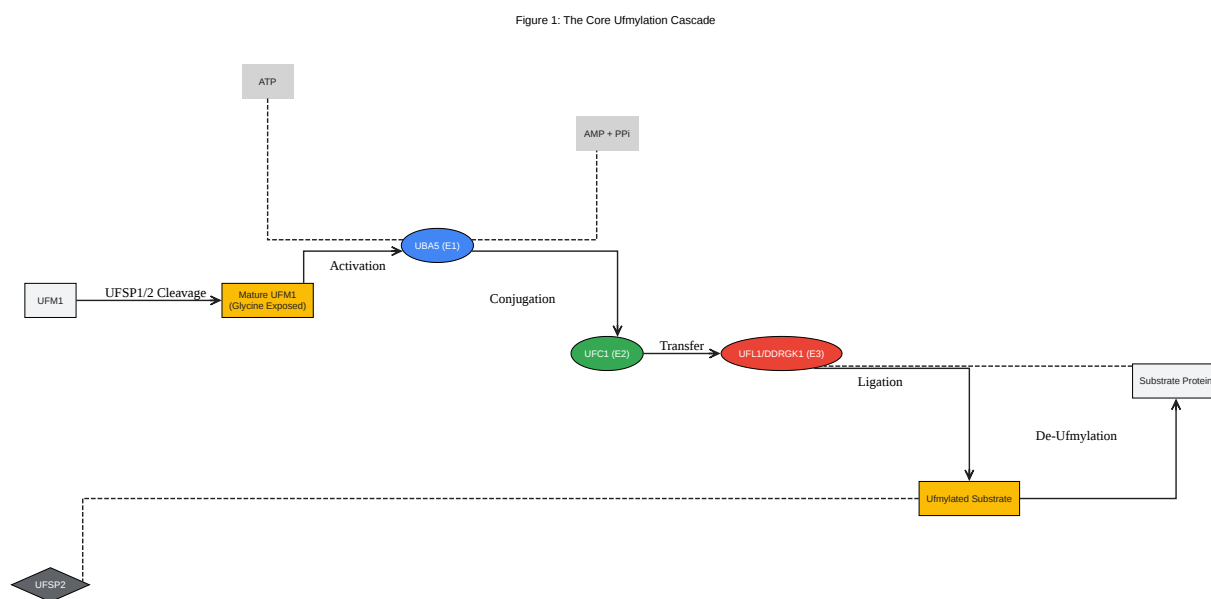 Figure 1: The Core Ufmylation Cascade
ATP
AMP + PPi
UBA5 (E1)
Activation
UFM1
UFSP1/2 Cleavage
Mature UFM1
(Glycine Exposed)
Conjugation
UFC1 (E2)
Transfer
UFL1/DDRGK1 (E3)
Ligation
Substrate Protein
De-Ufmylation
Ufmylated Substrate
UFSP2